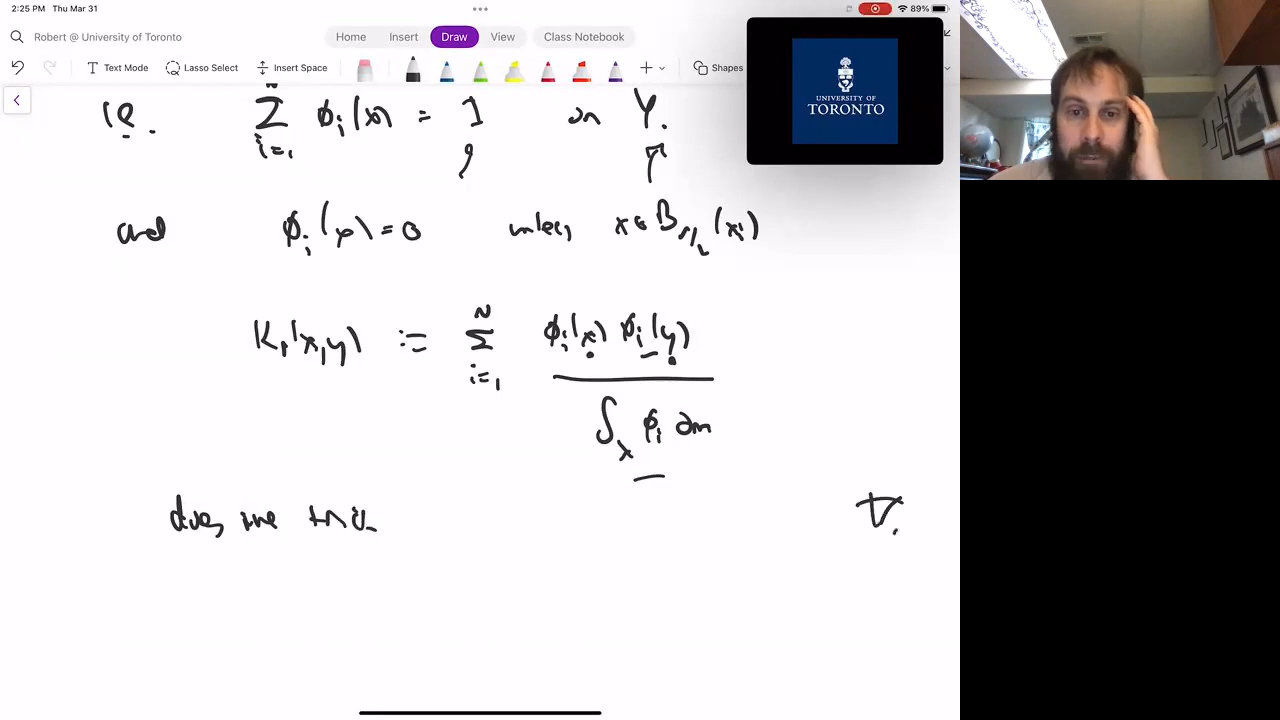 2:25 PM Thu Mar 31
89%
Robert @ University of Toronto
Home Insert Draw View Class Notebook
Text Mode Lasso Select Insert Space Shapes
UNIVERSITY OF
TORONTO
ie. Σ_{i=1} ϕ_i(x) = 1 on Y.
and ϕ_i(x) = 0 unless x ∈ B_{r/2}(x_i)
K_r(x,y) := Σ_{i=1}^{N} ϕ_i(x) ϕ_i(y)
∫_X ϕ_i dm
does the trick